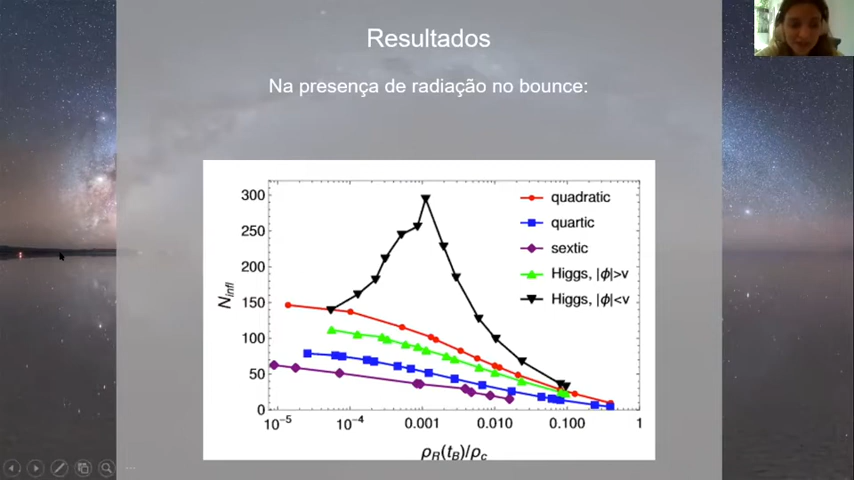 Resultados
Na presença de radiação no bounce:
300
250
200
150
100
50
0
N_infl
quadratic
quartic
sextic
Higgs, |ϕ|>v
Higgs, |ϕ|<v
10⁻⁵ 10⁻⁴ 0.001 0.010 0.100 1
ρ_R(t_B)/ρ_c